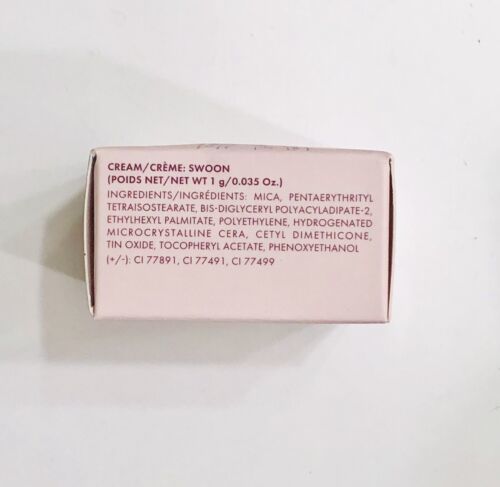 CREAM/CRÈME: SWOON
(POIDS NET/NET WT 1 g/0.035 Oz.)
INGREDIENTS/INGRÉDIENTS: MICA, PENTAERYTHRITYL
TETRAISOSTEARATE, BIS-DIGLYCERYL POLYACYLADIPATE-2,
ETHYLHEXYL PALMITATE, POLYETHYLENE, HYDROGENATED
MICROCRYSTALLINE CERA, CETYL DIMETHICONE,
TIN OXIDE, TOCOPHERYL ACETATE, PHENOXYETHANOL
(+/-): CI 77891, CI 77491, CI 77499